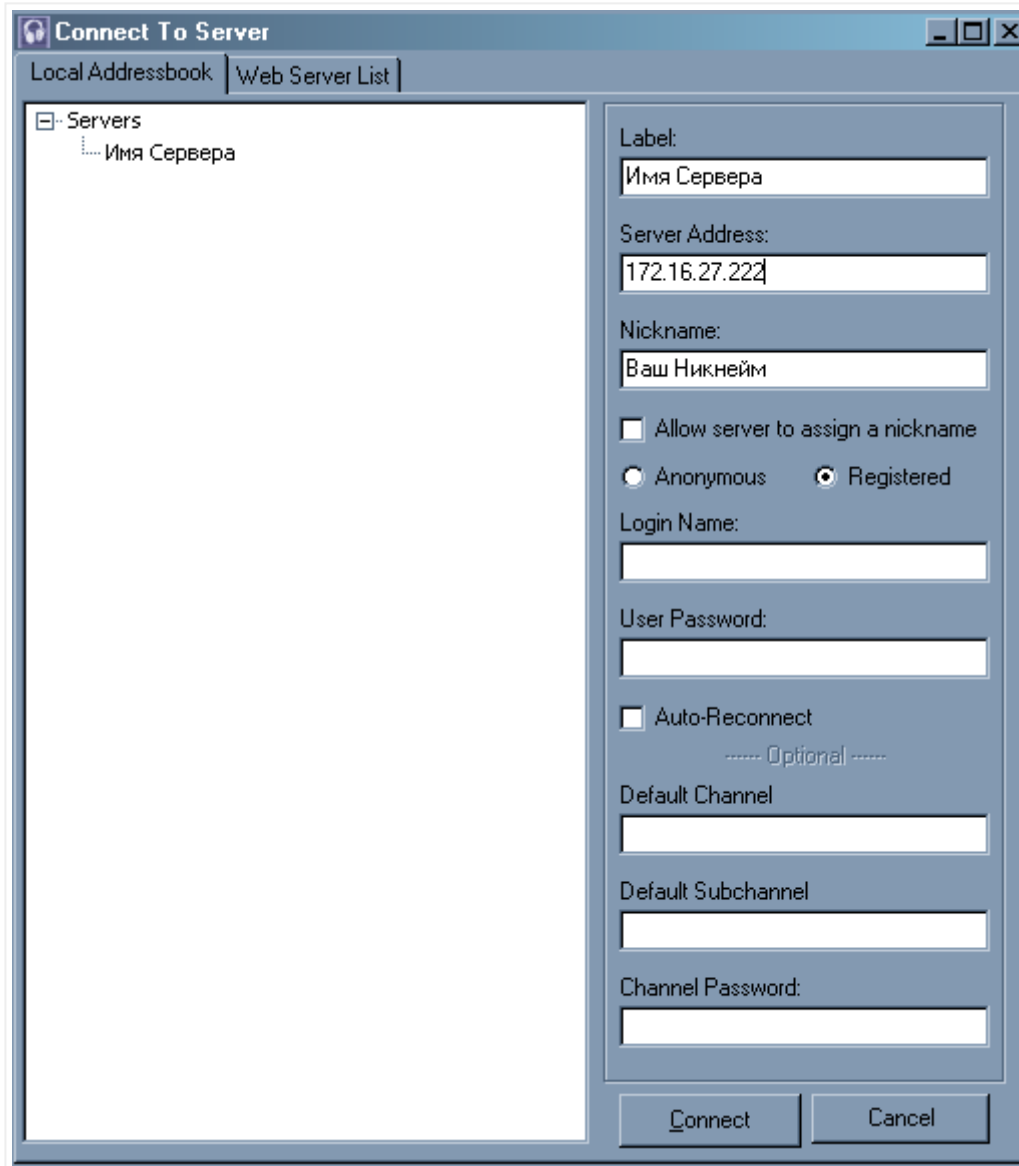 Connect To Server
Local Addressbook
Web Server List
Servers
Имя Сервера
Label:
Имя Сервера
Server Address:
172.16.27.222
Nickname:
Ваш Никнейм
Allow server to assign a nickname
Anonymous Registered
Login Name:
User Password:
Auto-Reconnect
------ Optional ------
Default Channel
Default Subchannel
Channel Password:
Connect Cancel